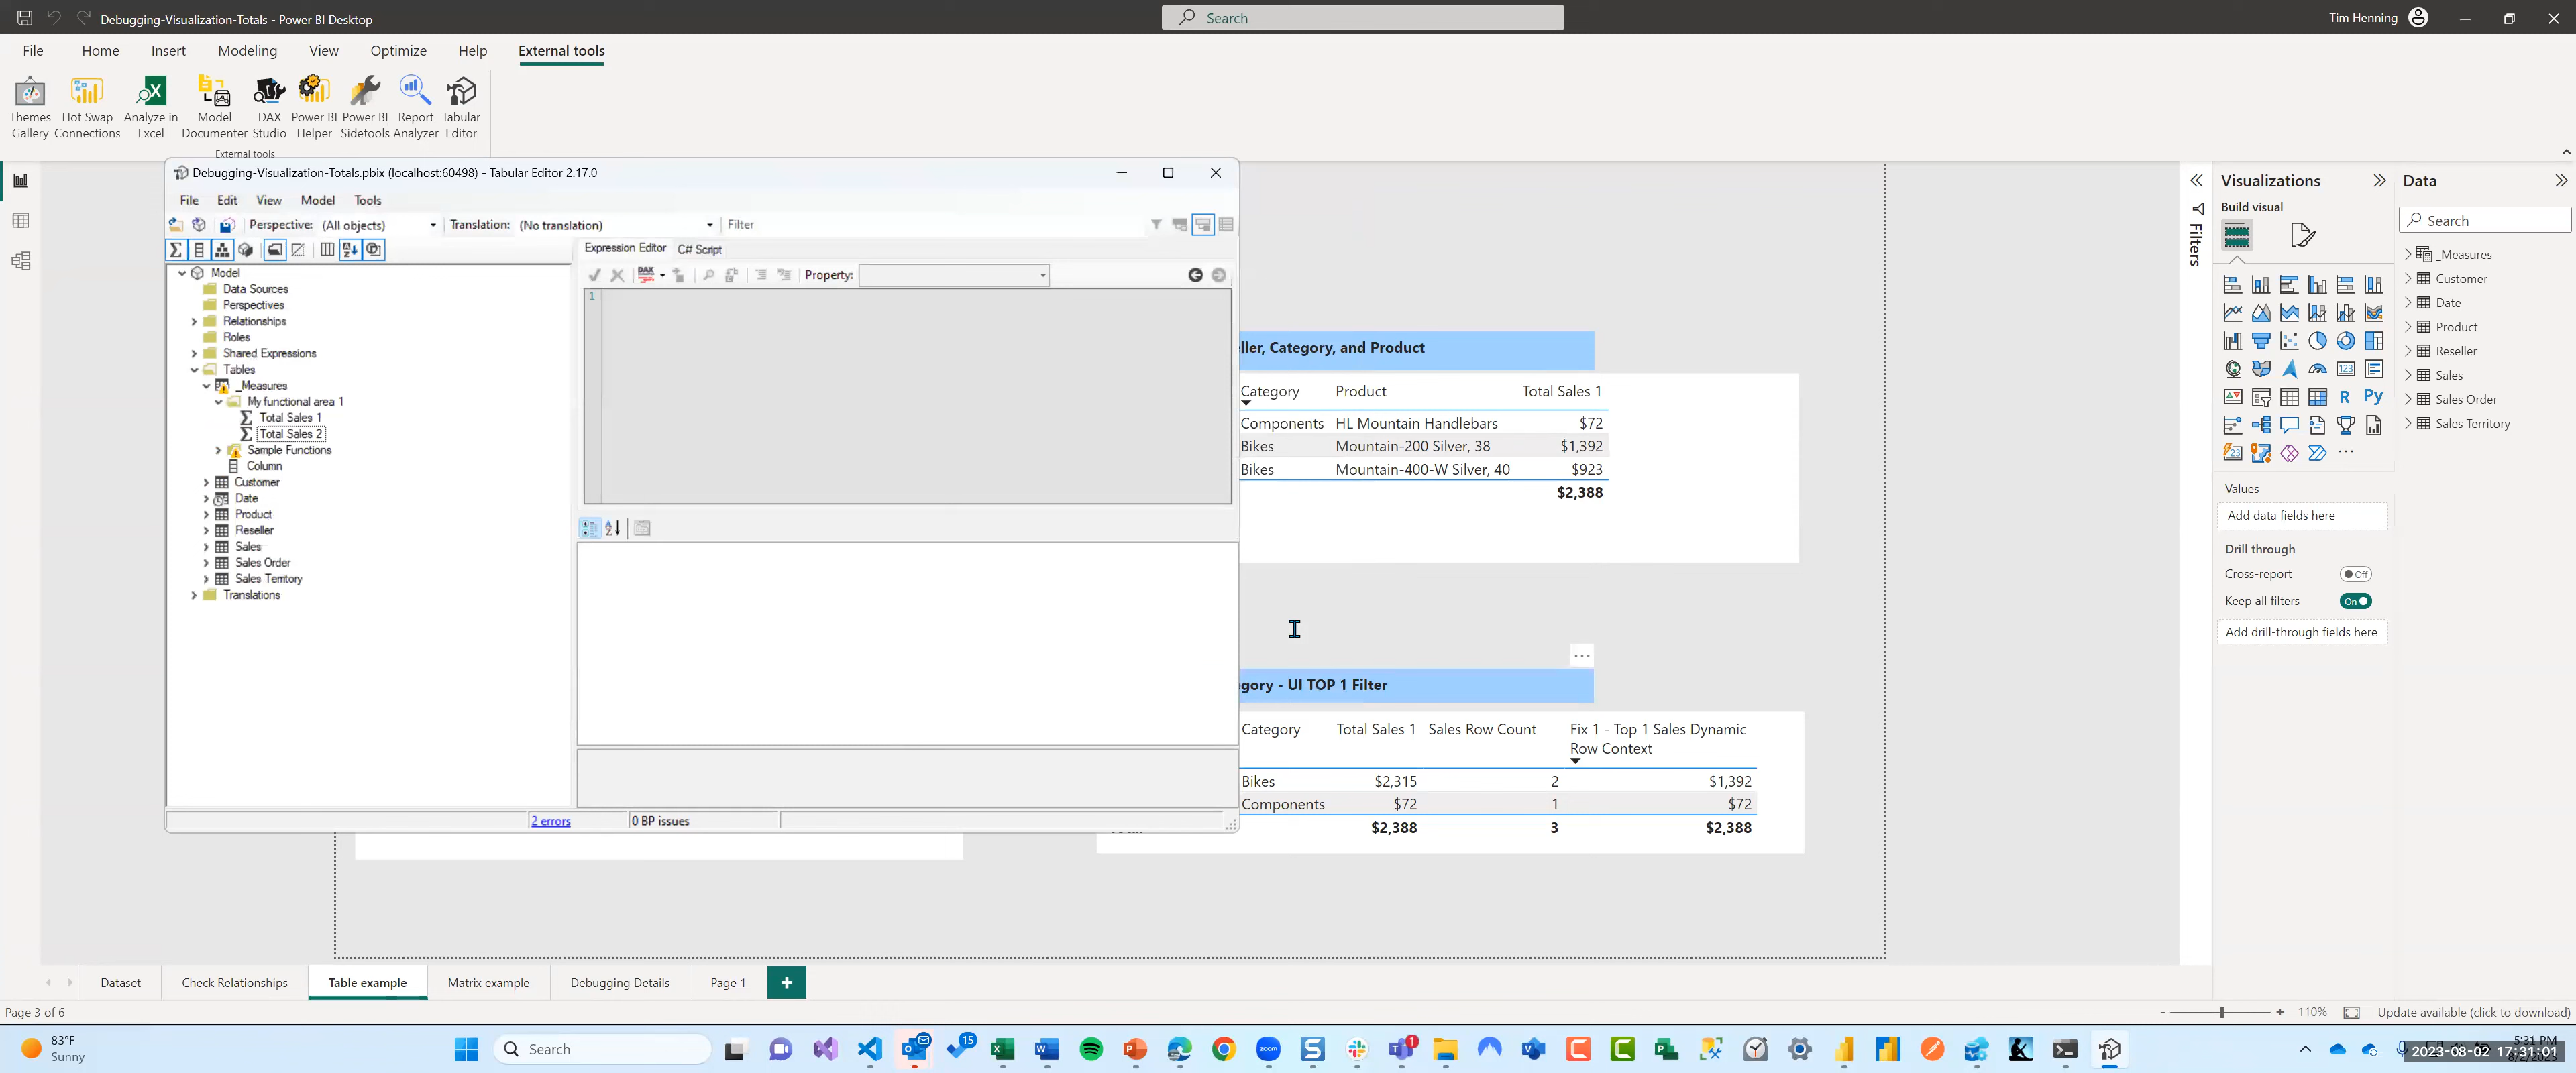 Debugging-Visualization-Totals - Power BI Desktop
Search
Tim Henning
File Home Insert Modeling View Optimize Help External tools
Themes Gallery
Hot Swap Connections
Analyze in Excel
Model Documenter
DAX Studio
Power BI Helper
Power BI Sidetools
Report Analyzer
Tabular Editor
External tools
Debugging-Visualization-Totals.pbix (localhost:60498) - Tabular Editor 2.17.0
File Edit View Model Tools
Perspective: (All objects) Translation: (No translation) Filter
Expression Editor C# Script
DAX Property:
1
Model
Data Sources
Perspectives
Relationships
Roles
Shared Expressions
Tables
_Measures
My functional area 1
Total Sales 1
Total Sales 2
Sample Functions
Column
Customer
Date
Product
Reseller
Sales
Sales Order
Sales Territory
Translations
2 errors 0 BP issues
ller, Category, and Product
Category Product Total Sales 1
Components HL Mountain Handlebars $72
Bikes Mountain-200 Silver, 38 $1,392
Bikes Mountain-400-W Silver, 40 $923
$2,388
gory - UI TOP 1 Filter
Category Total Sales 1 Sales Row Count Fix 1 - Top 1 Sales Dynamic
Row Context
Bikes $2,315 2 $1,392
Components $72 1 $72
$2,388 3 $2,388
Filters
Visualizations
Build visual
R Py
123
Values
Add data fields here
Drill through
Cross-report Off
Keep all filters On
Add drill-through fields here
Data
Search
_Measures
Customer
Date
Product
Reseller
Sales
Sales Order
Sales Territory
Dataset Check Relationships Table example Matrix example Debugging Details Page 1 +
Page 3 of 6
- + 110% Update available (click to download)
83°F
Sunny
Search
15
1
5:31 PM
2023-08-02 17:31:01